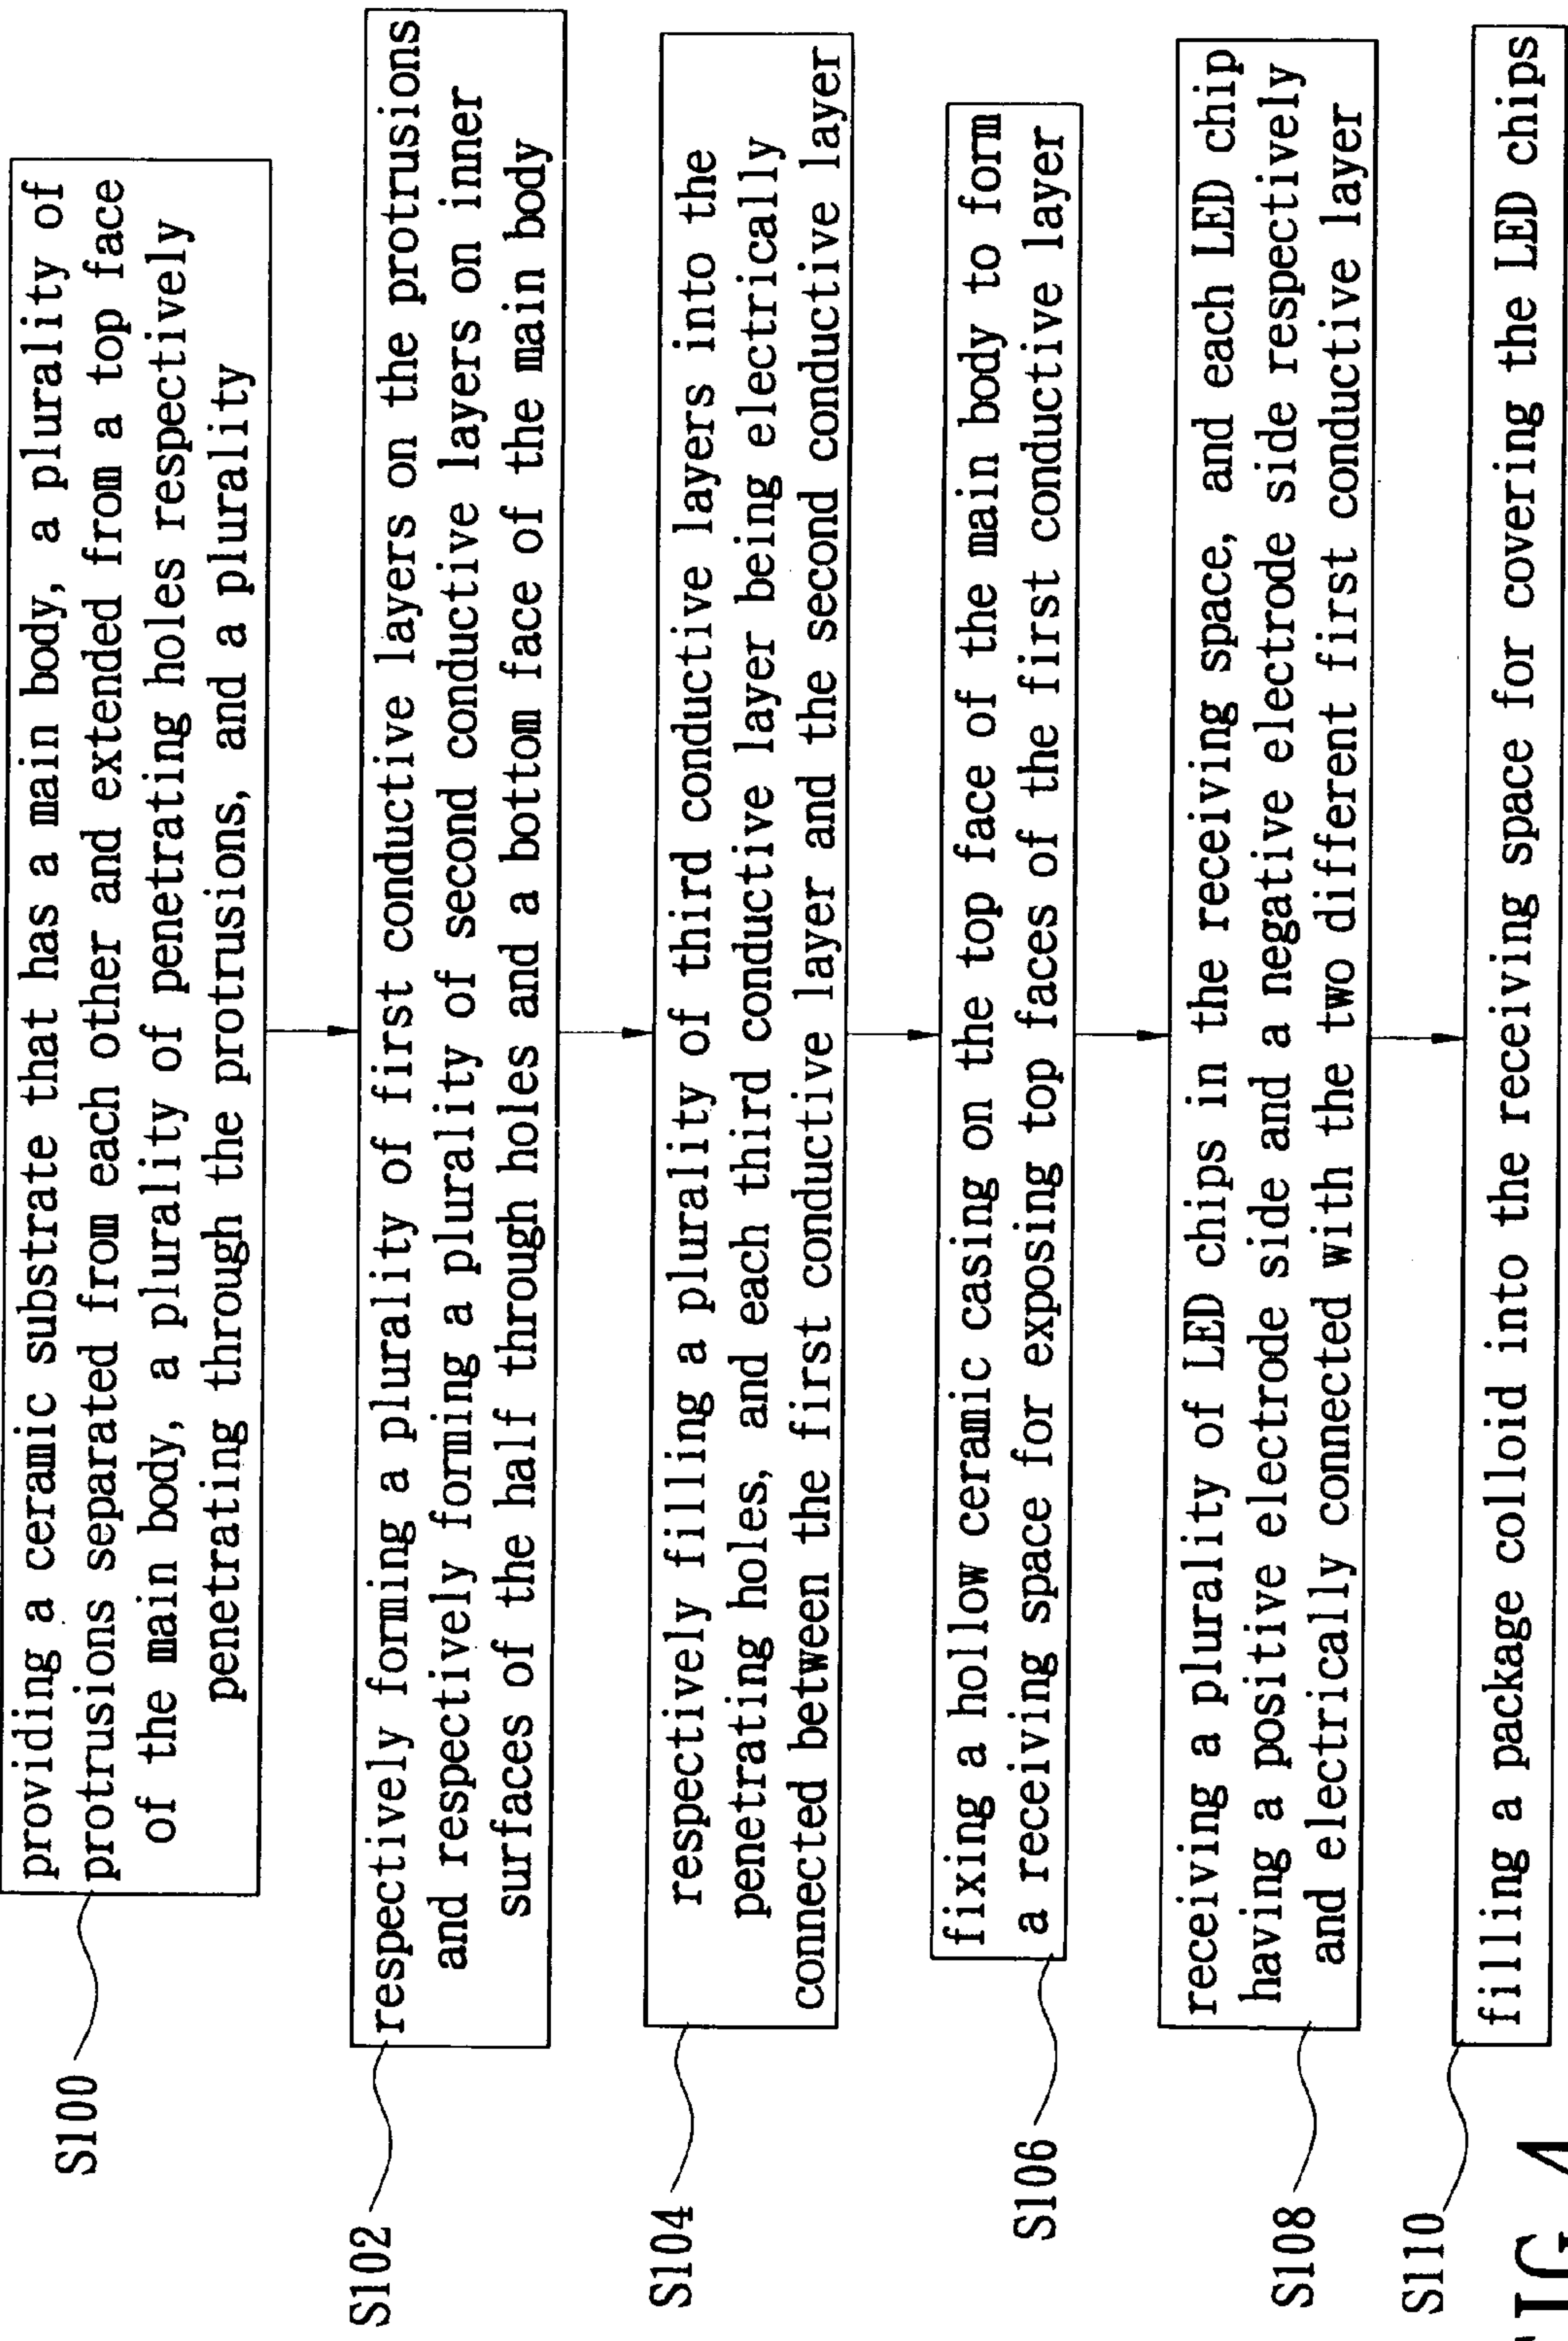 providing a ceramic substrate that has a main body, a plurality of
protrusions separated from each other and extended from a top face
of the main body, a plurality of penetrating holes respectively
penetrating through the protrusions, and a plurality
S100
respectively forming a plurality of first conductive layers on the protrusions
and respectively forming a plurality of second conductive layers on inner
surfaces of the half through holes and a bottom face of the main body
S102
respectively filling a plurality of third conductive layers into the
penetrating holes, and each third conductive layer being electrically
connected between the first conductive layer and the second conductive layer
S104
fixing a hollow ceramic casing on the top face of the main body to form
a receiving space for exposing top faces of the first conductive layer
S106
receiving a plurality of LED chips in the receiving space, and each LED chip
having a positive electrode side and a negative electrode side respectively
and electrically connected with the two different first conductive layer
S108
filling a package colloid into the receiving space for covering the LED chips
S110